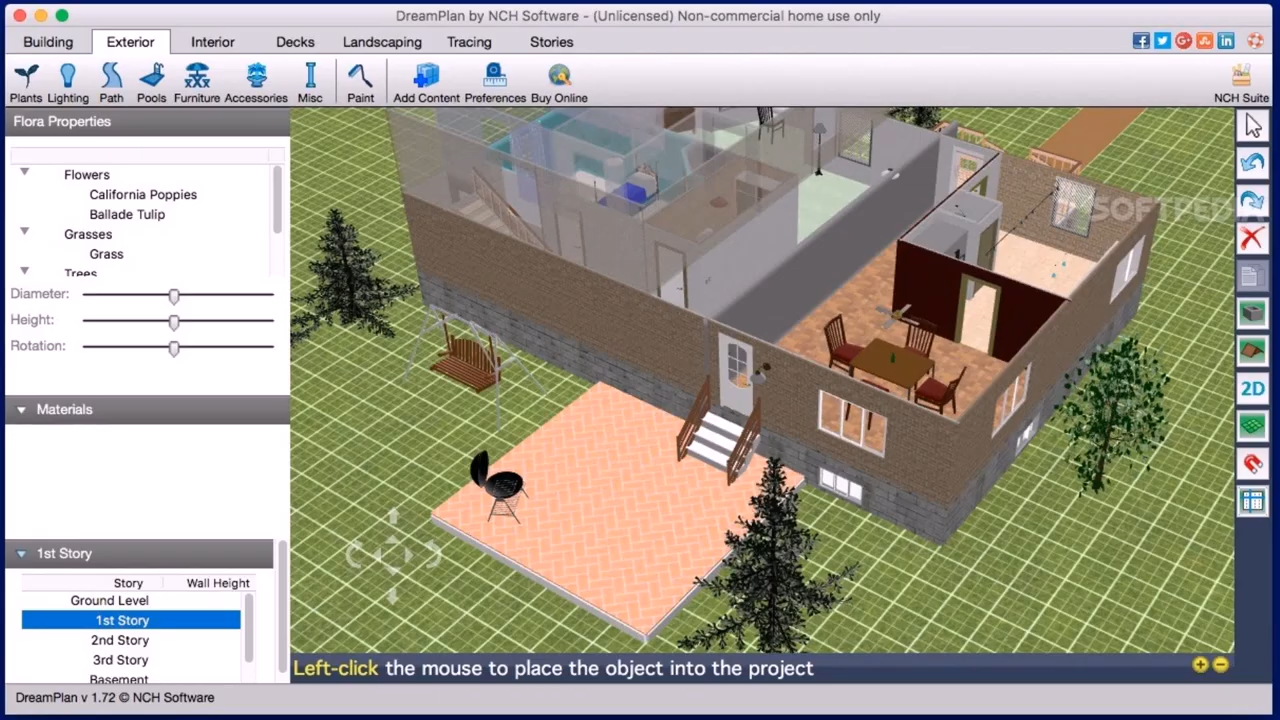 DreamPlan by NCH Software - (Unlicensed) Non-commercial home use only
Building Exterior Interior Decks Landscaping Tracing Stories
Plants Lighting Path Pools Furniture Accessories Misc Paint Add Content Preferences Buy Online NCH Suite
Flora Properties
Flowers
California Poppies
Ballade Tulip
Grasses
Grass
Trees
Diameter:
Height:
Rotation:
Materials
1st Story
Story Wall Height
Ground Level
1st Story
2nd Story
3rd Story
Basement
SOFTPEDIA
2D
Left-click the mouse to place the object into the project
DreamPlan v 1.72 © NCH Software